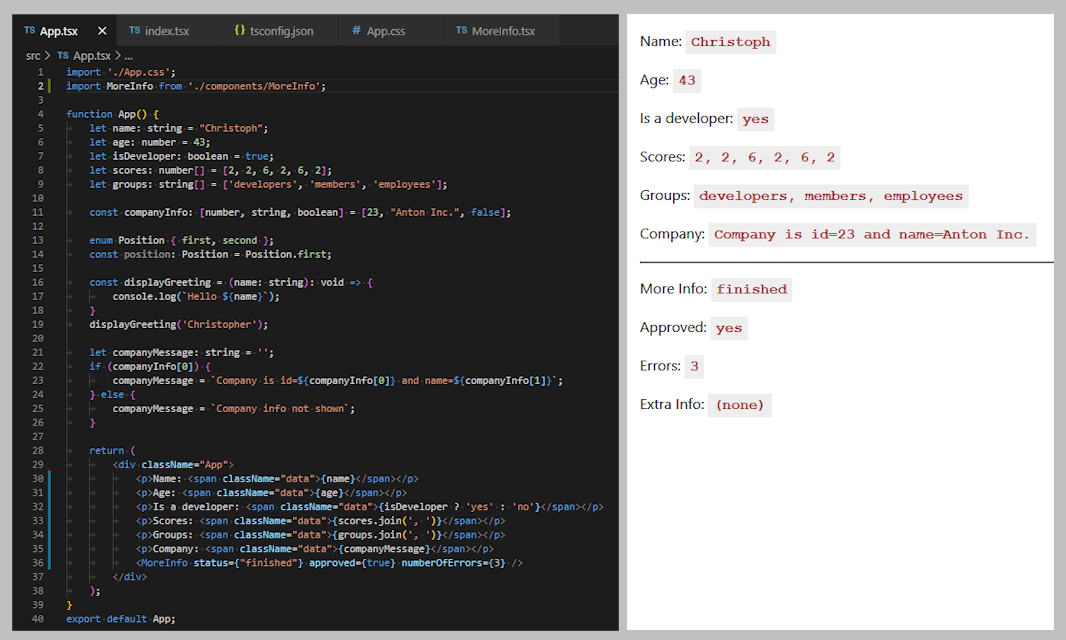 TS App.tsx × TS index.tsx {} tsconfig.json # App.css TS MoreInfo.tsx
src > TS App.tsx > ...
1 import './App.css';
2 import MoreInfo from './components/MoreInfo';
3
4 function App() {
5 let name: string = "Christoph";
6 let age: number = 43;
7 let isDeveloper: boolean = true;
8 let scores: number[] = [2, 2, 6, 2, 6, 2];
9 let groups: string[] = ['developers', 'members', 'employees'];
10
11 const companyInfo: [number, string, boolean] = [23, "Anton Inc.", false];
12
13 enum Position { first, second };
14 const position: Position = Position.first;
15
16 const displayGreeting = (name: string): void => {
17 console.log(`Hello ${name}`);
18 }
19 displayGreeting('Christopher');
20
21 let companyMessage: string = '';
22 if (companyInfo[0]) {
23 companyMessage = `Company is id=${companyInfo[0]} and name=${companyInfo[1]}`;
24 } else {
25 companyMessage = `Company info not shown`;
26 }
27
28 return (
29 <div className="App">
30 <p>Name: <span className="data">{name}</span></p>
31 <p>Age: <span className="data">{age}</span></p>
32 <p>Is a developer: <span className="data">{isDeveloper ? 'yes' : 'no'}</span></p>
33 <p>Scores: <span className="data">{scores.join(', ')}</span></p>
34 <p>Groups: <span className="data">{groups.join(', ')}</span></p>
35 <p>Company: <span className="data">{companyMessage}</span></p>
36 <MoreInfo status={"finished"} approved={true} numberOfErrors={3} />
37 </div>
38 );
39 }
40 export default App;
Name: Christoph
Age: 43
Is a developer: yes
Scores: 2, 2, 6, 2, 6, 2
Groups: developers, members, employees
Company: Company is id=23 and name=Anton Inc.
More Info: finished
Approved: yes
Errors: 3
Extra Info: (none)